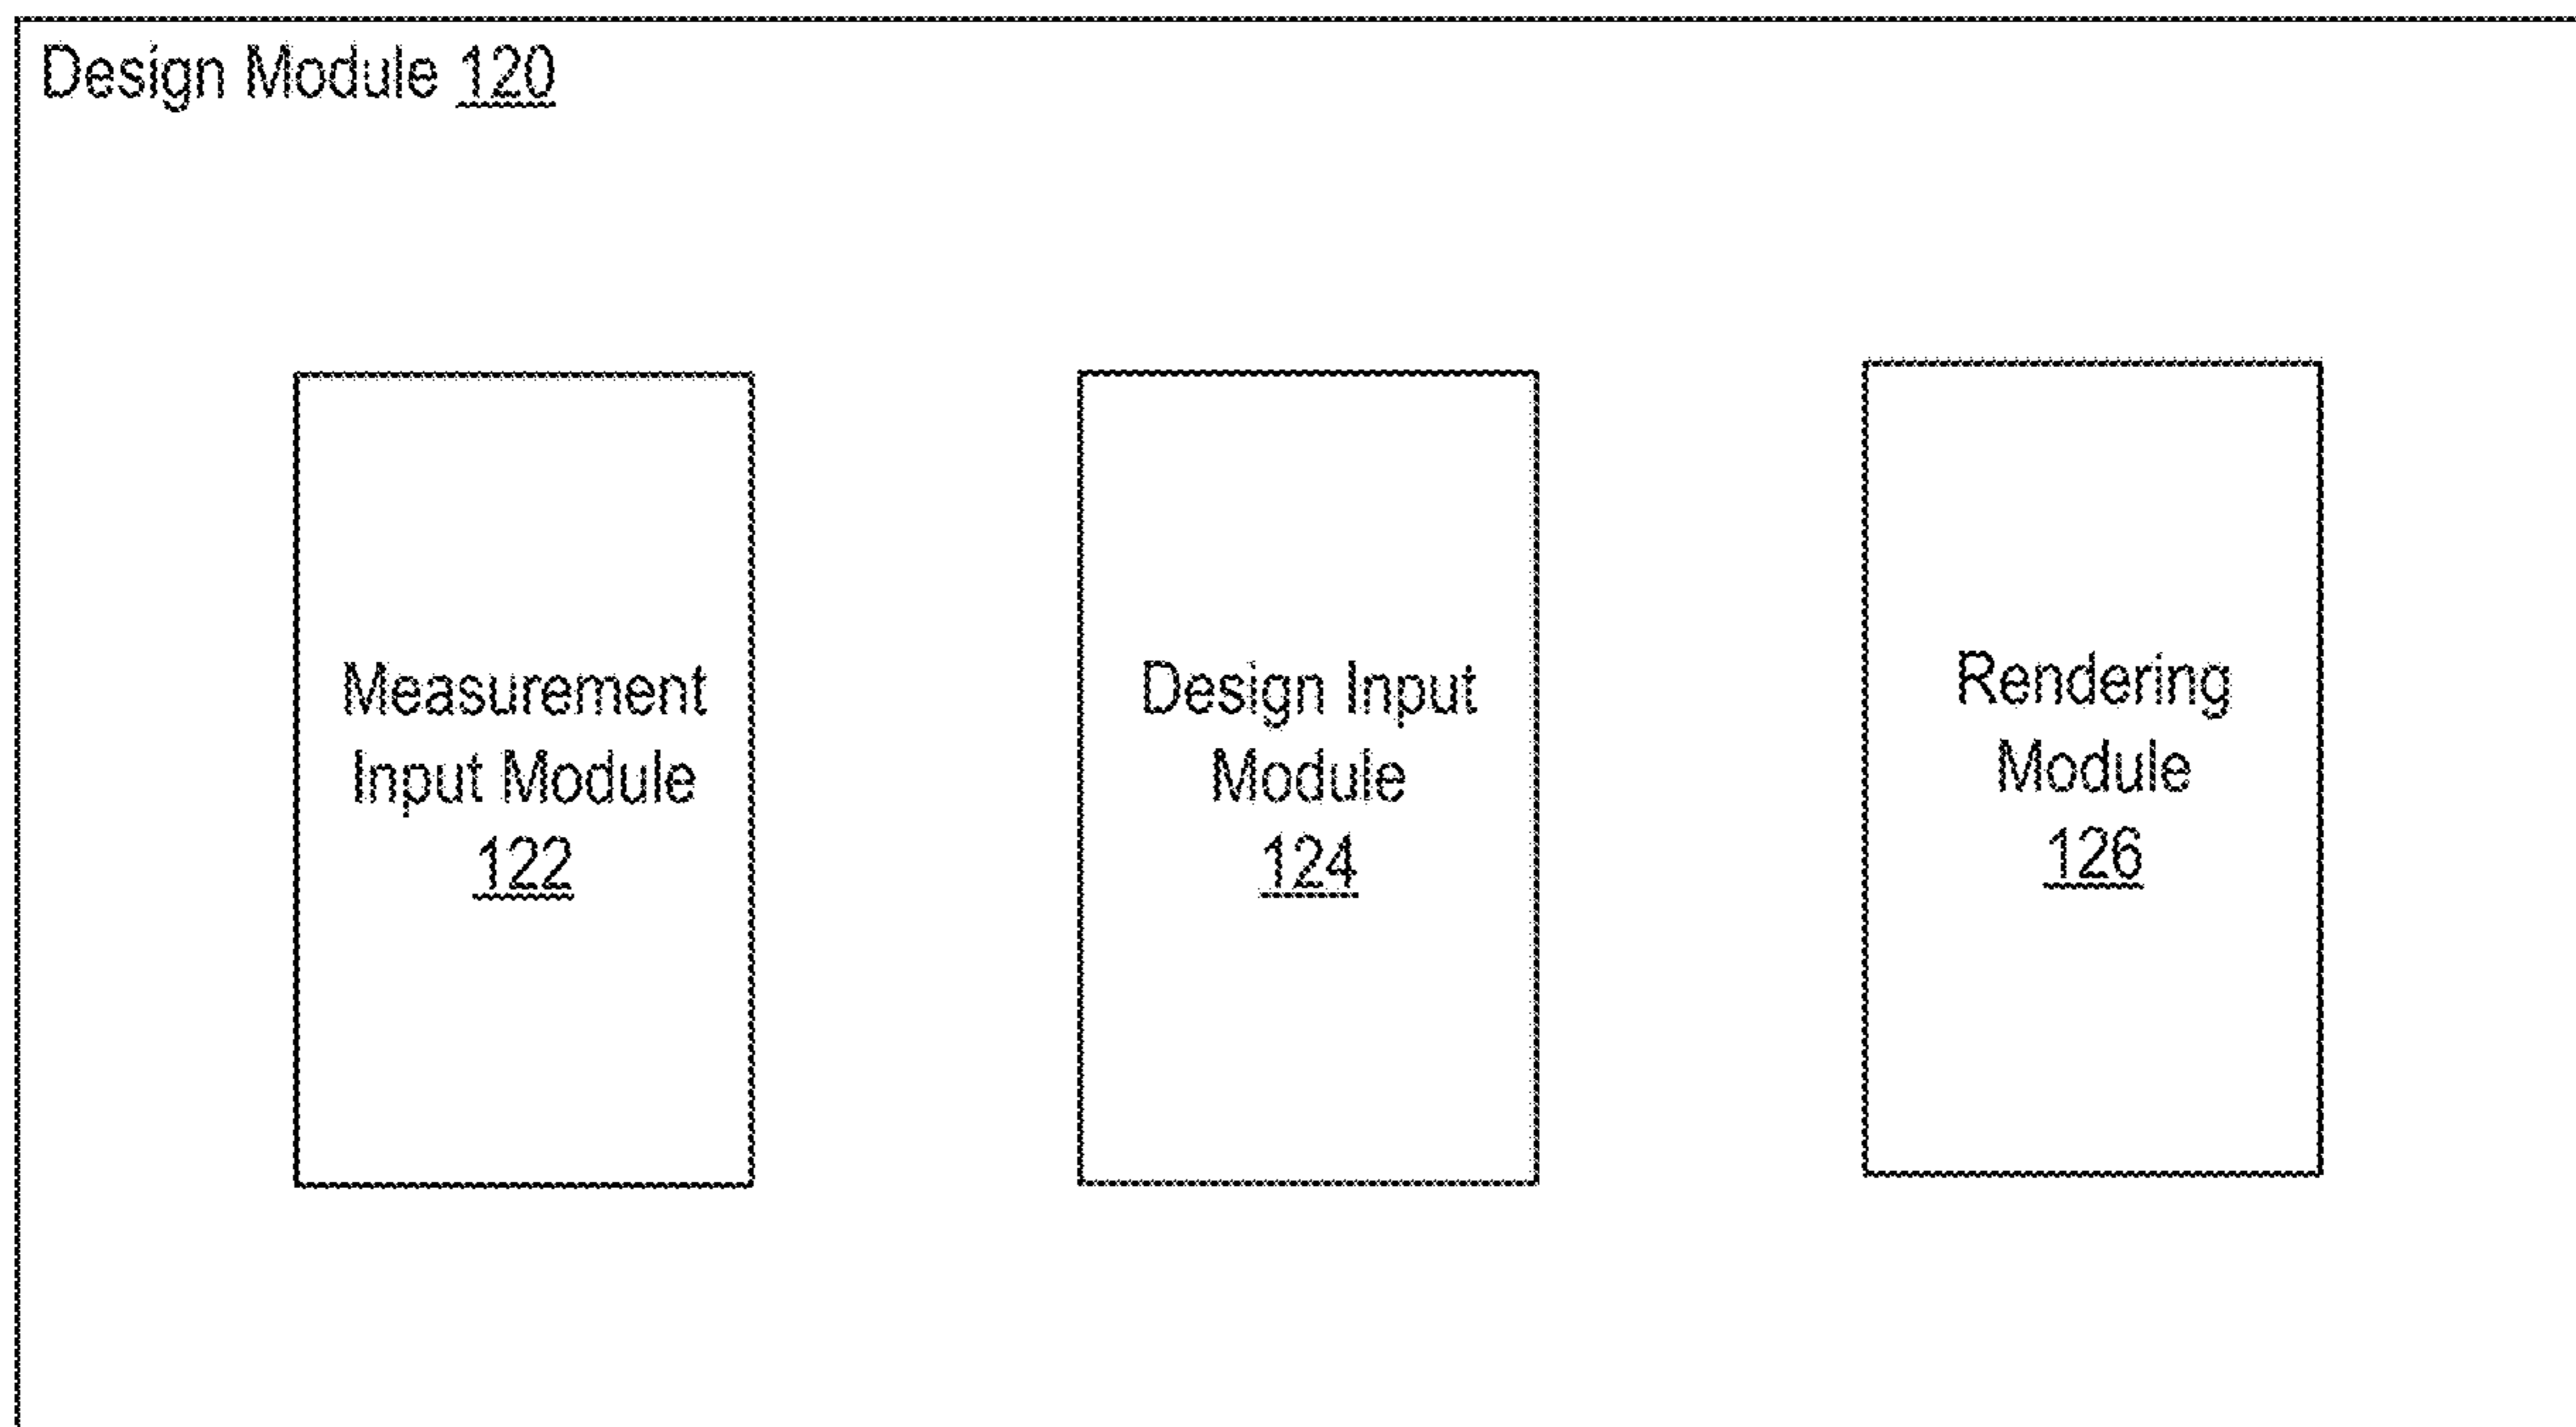 Design Module 120
Measurement
Input Module
122
Design Input
Module
124
Rendering
Module
126